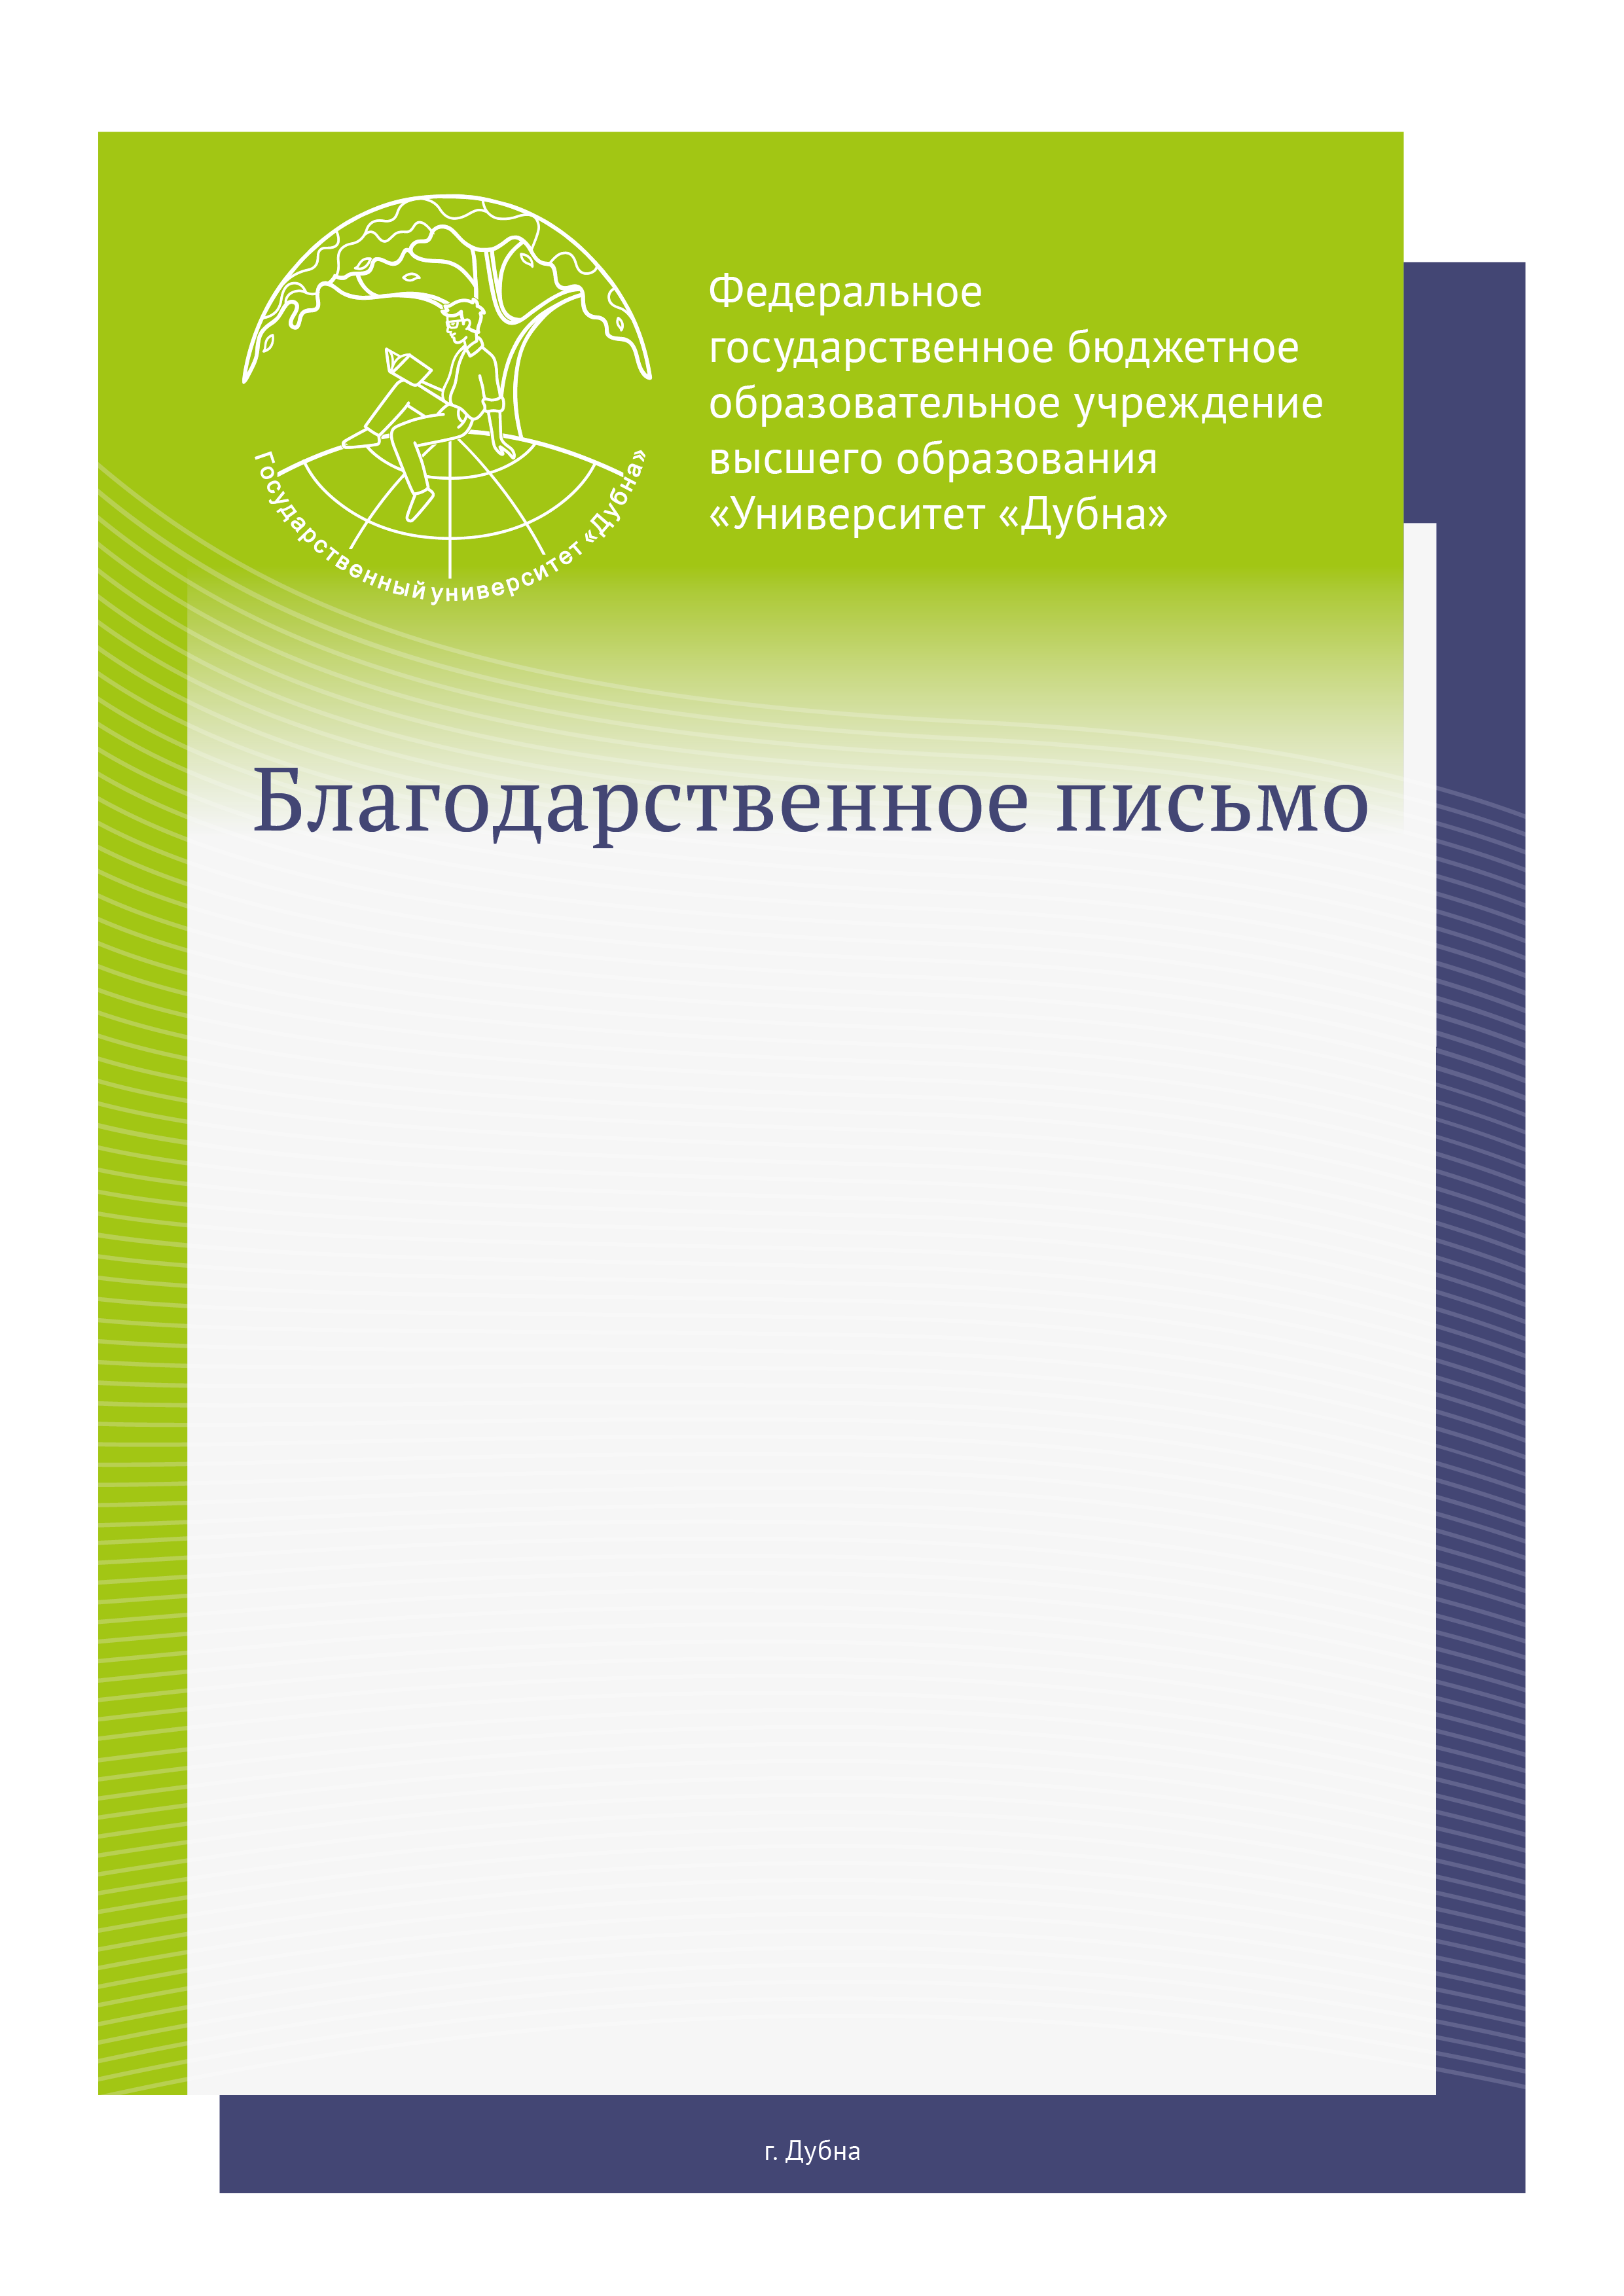 Государственный университет «Дубна»
Федеральное
государственное бюджетное
образовательное учреждение
высшего образования
«Университет «Дубна»
Благодарственное письмо
г. Дубна